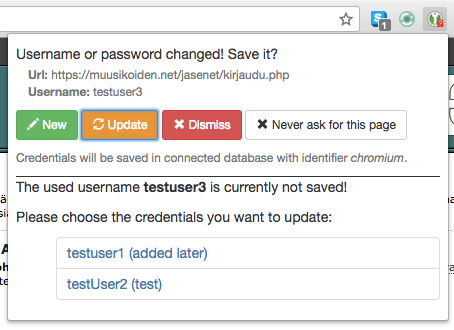 1
?
Username or password changed! Save it?
Url: https://muusikoiden.net/jasenet/kirjaudu.php
Username: testuser3
New Update Dismiss Never ask for this page
Credentials will be saved in connected database with identifier chromium.
The used username testuser3 is currently not saved!
Please choose the credentials you want to update:
testuser1 (added later)
testUser2 (test)